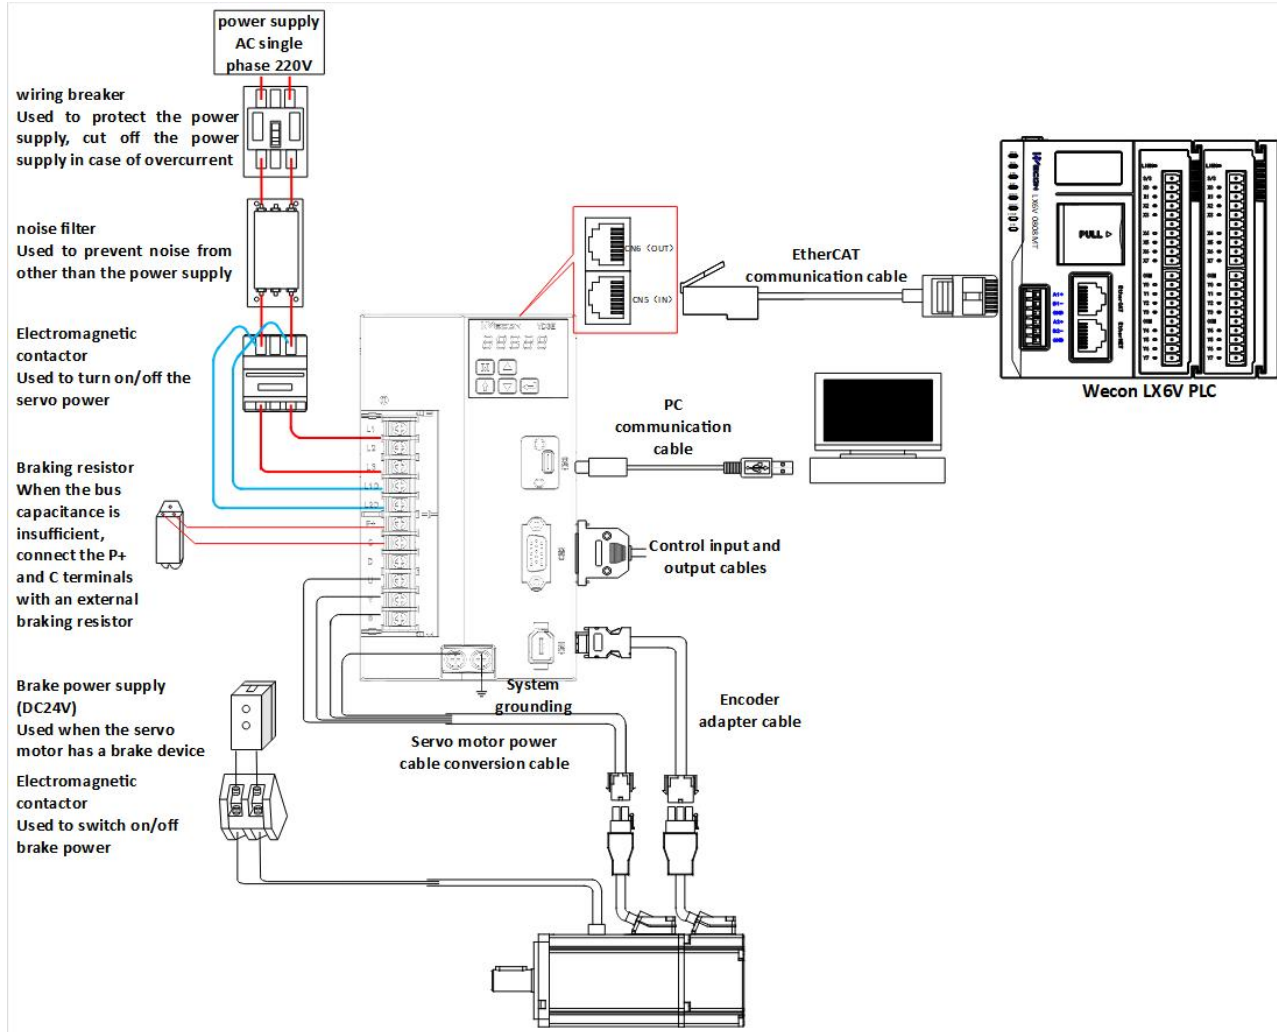 power supply
AC single
phase 220V
wiring breaker
Used to protect the power
supply, cut off the power
supply in case of overcurrent
noise filter
Used to prevent noise from
other than the power supply
Electromagnetic
contactor
Used to turn on/off the
servo power
Braking resistor
When the bus
capacitance is
insufficient,
connect the P+
and C terminals
with an external
braking resistor
Brake power supply
(DC24V)
Used when the servo
motor has a brake device
Electromagnetic
contactor
Used to switch on/off
brake power
L1
L2
L3
CN6 (OUT)
CN5 (IN)
EtherCAT
communication cable
WECON LX6V 0808MT
PULL
EtherCAT
EtherNET
Wecon LX6V PLC
PC
communication
cable
Control input and
output cables
Encoder
adapter cable
System
grounding
Servo motor power
cable conversion cable